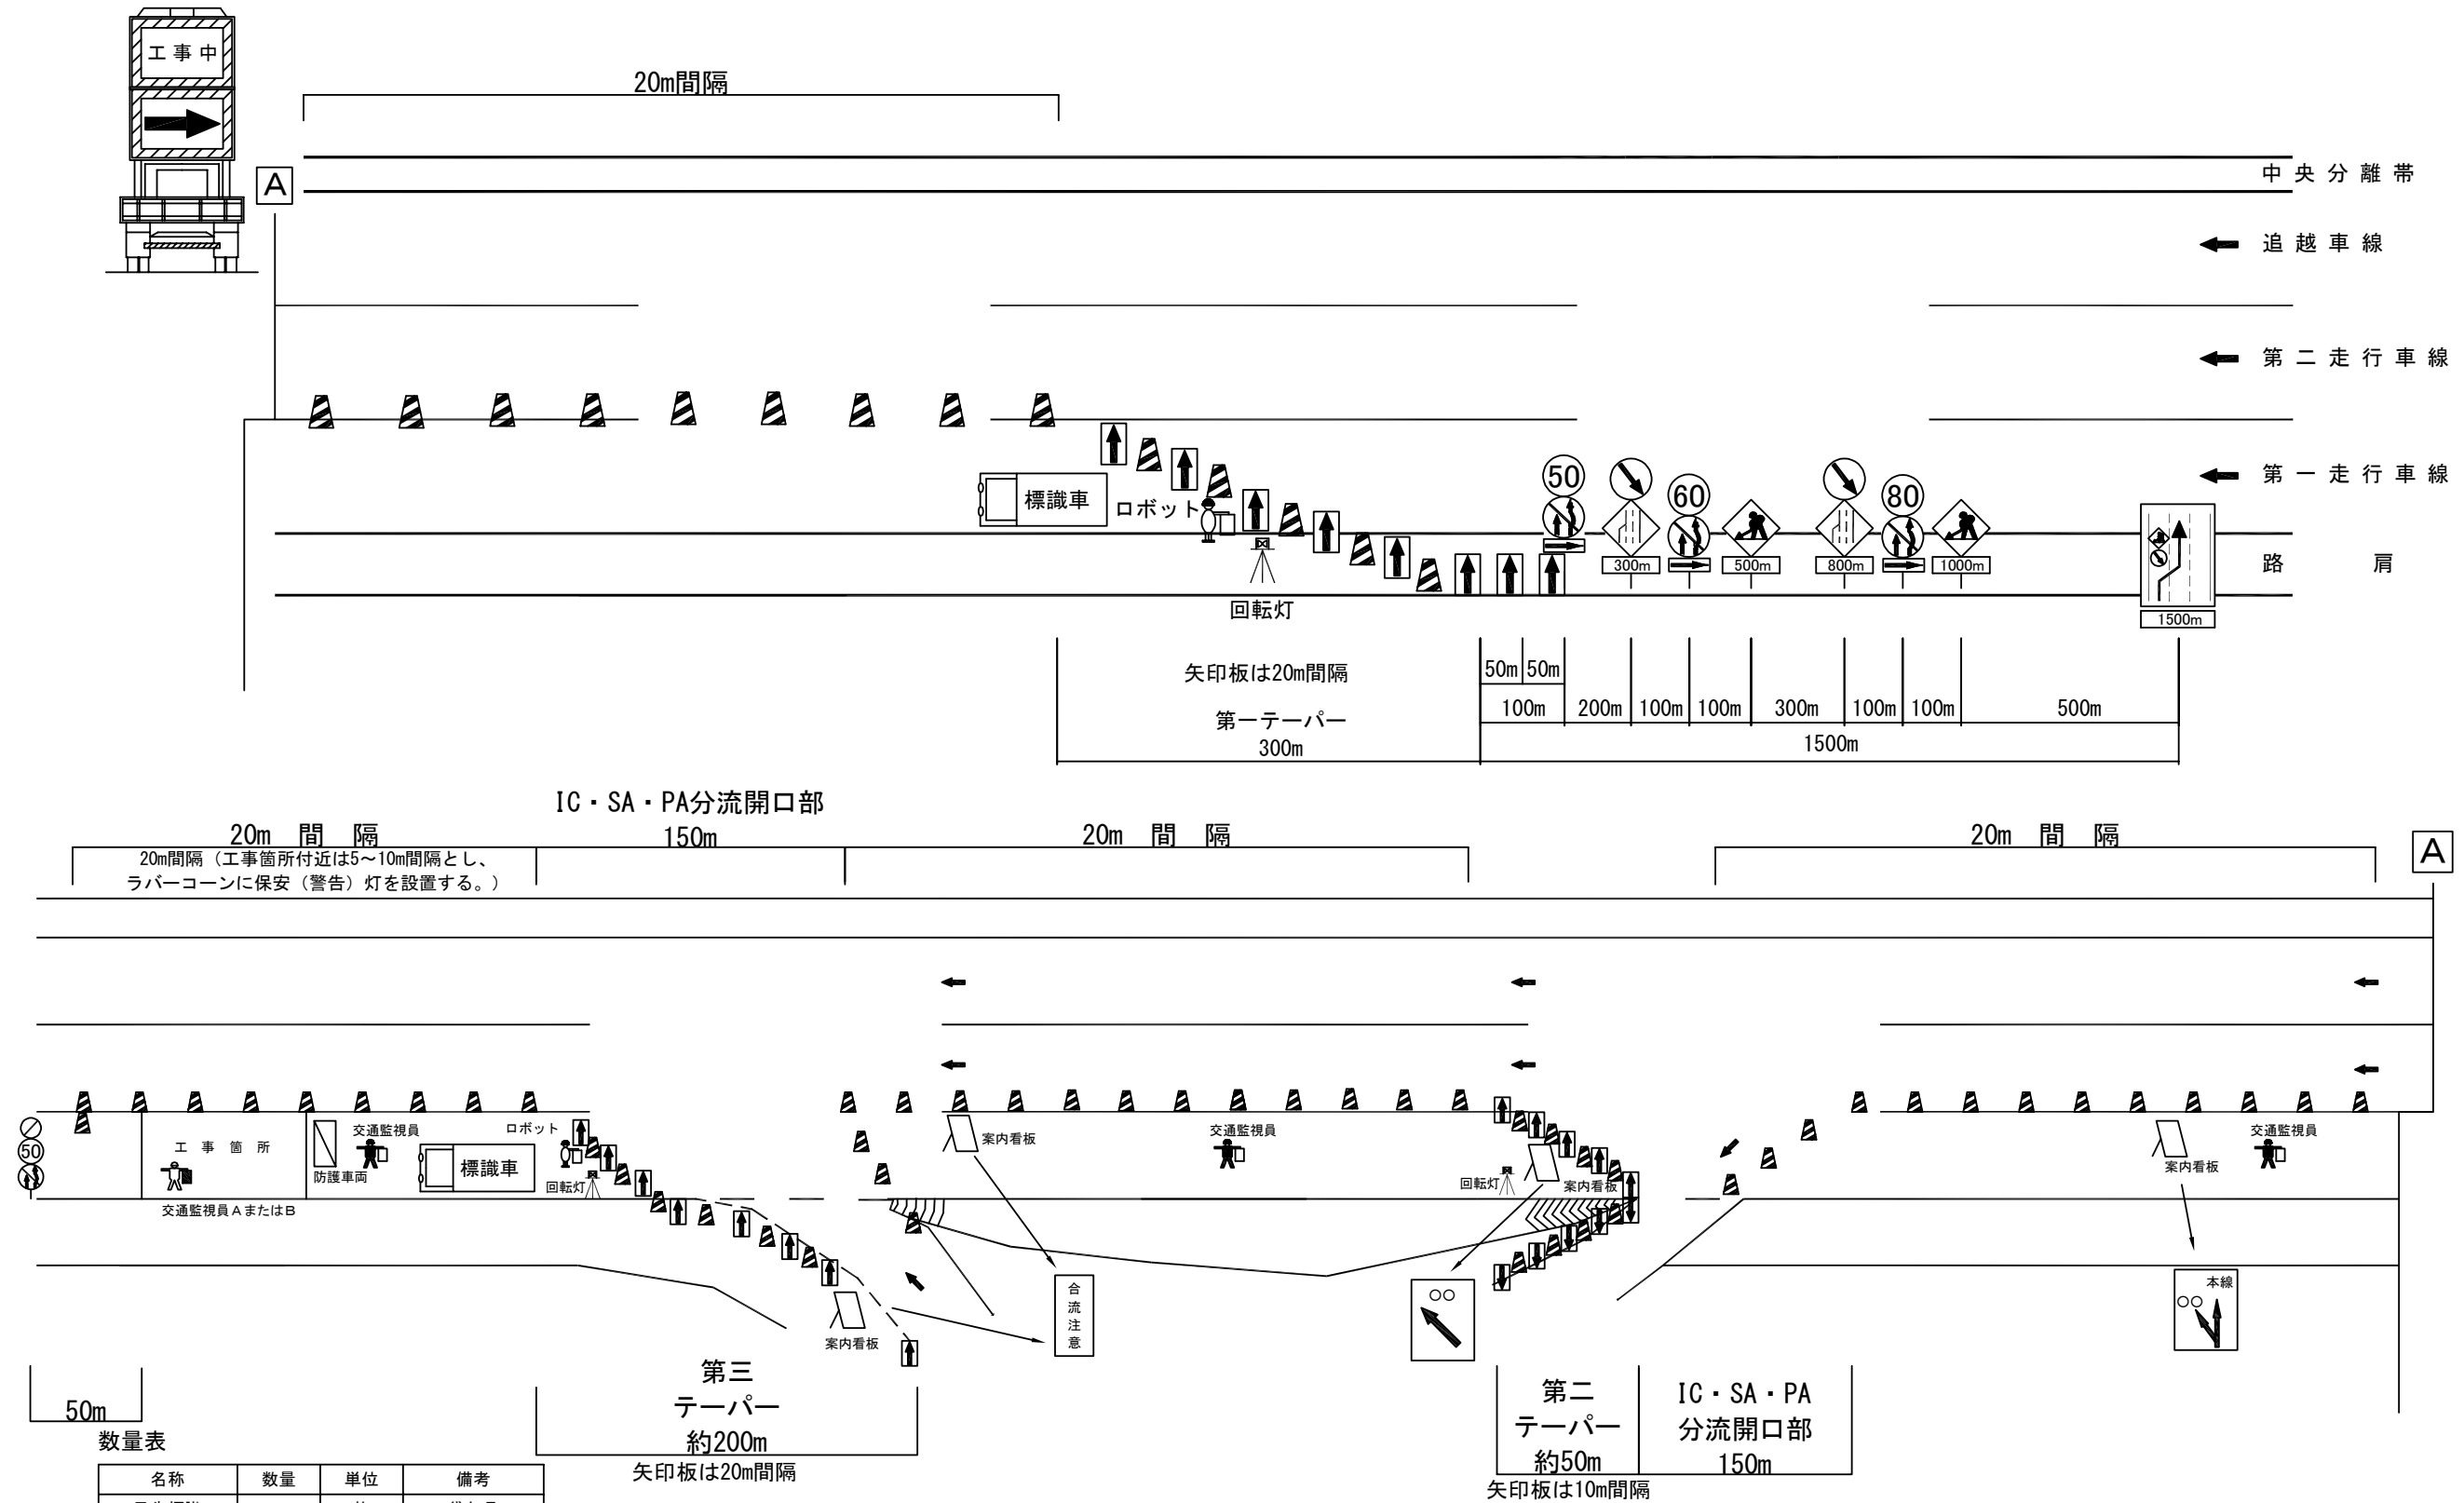 工事中
20m間隔
A
中央分離帯
追越車線
第二走行車線
第一走行車線
標識車
ロボット
回転灯
50
300m
60
500m
800m
80
1000m
1500m
路肩
矢印板は20m間隔
第一テーパー
300m
50m
50m
100m
200m
100m
100m
300m
100m
100m
500m
1500m
IC・SA・PA分流開口部
150m
20m 間 隔
20m間隔（工事箇所付近は5～10m間隔とし、
ラバーコーンに保安（警告）灯を設置する。）
20m 間 隔
20m 間 隔
A
50
工事箇所
交通監視員AまたはB
防護車両
交通監視員
標識車
ロボット
回転灯
案内看板
交通監視員
回転灯
案内看板
案内看板
交通監視員
案内看板
合流注意
○○
本線
○○
50m
第三
テーパー
約200m
矢印板は20m間隔
第二
テーパー
約50m
矢印板は10m間隔
IC・SA・PA
分流開口部
150m
数量表
名称 数量 単位 備考